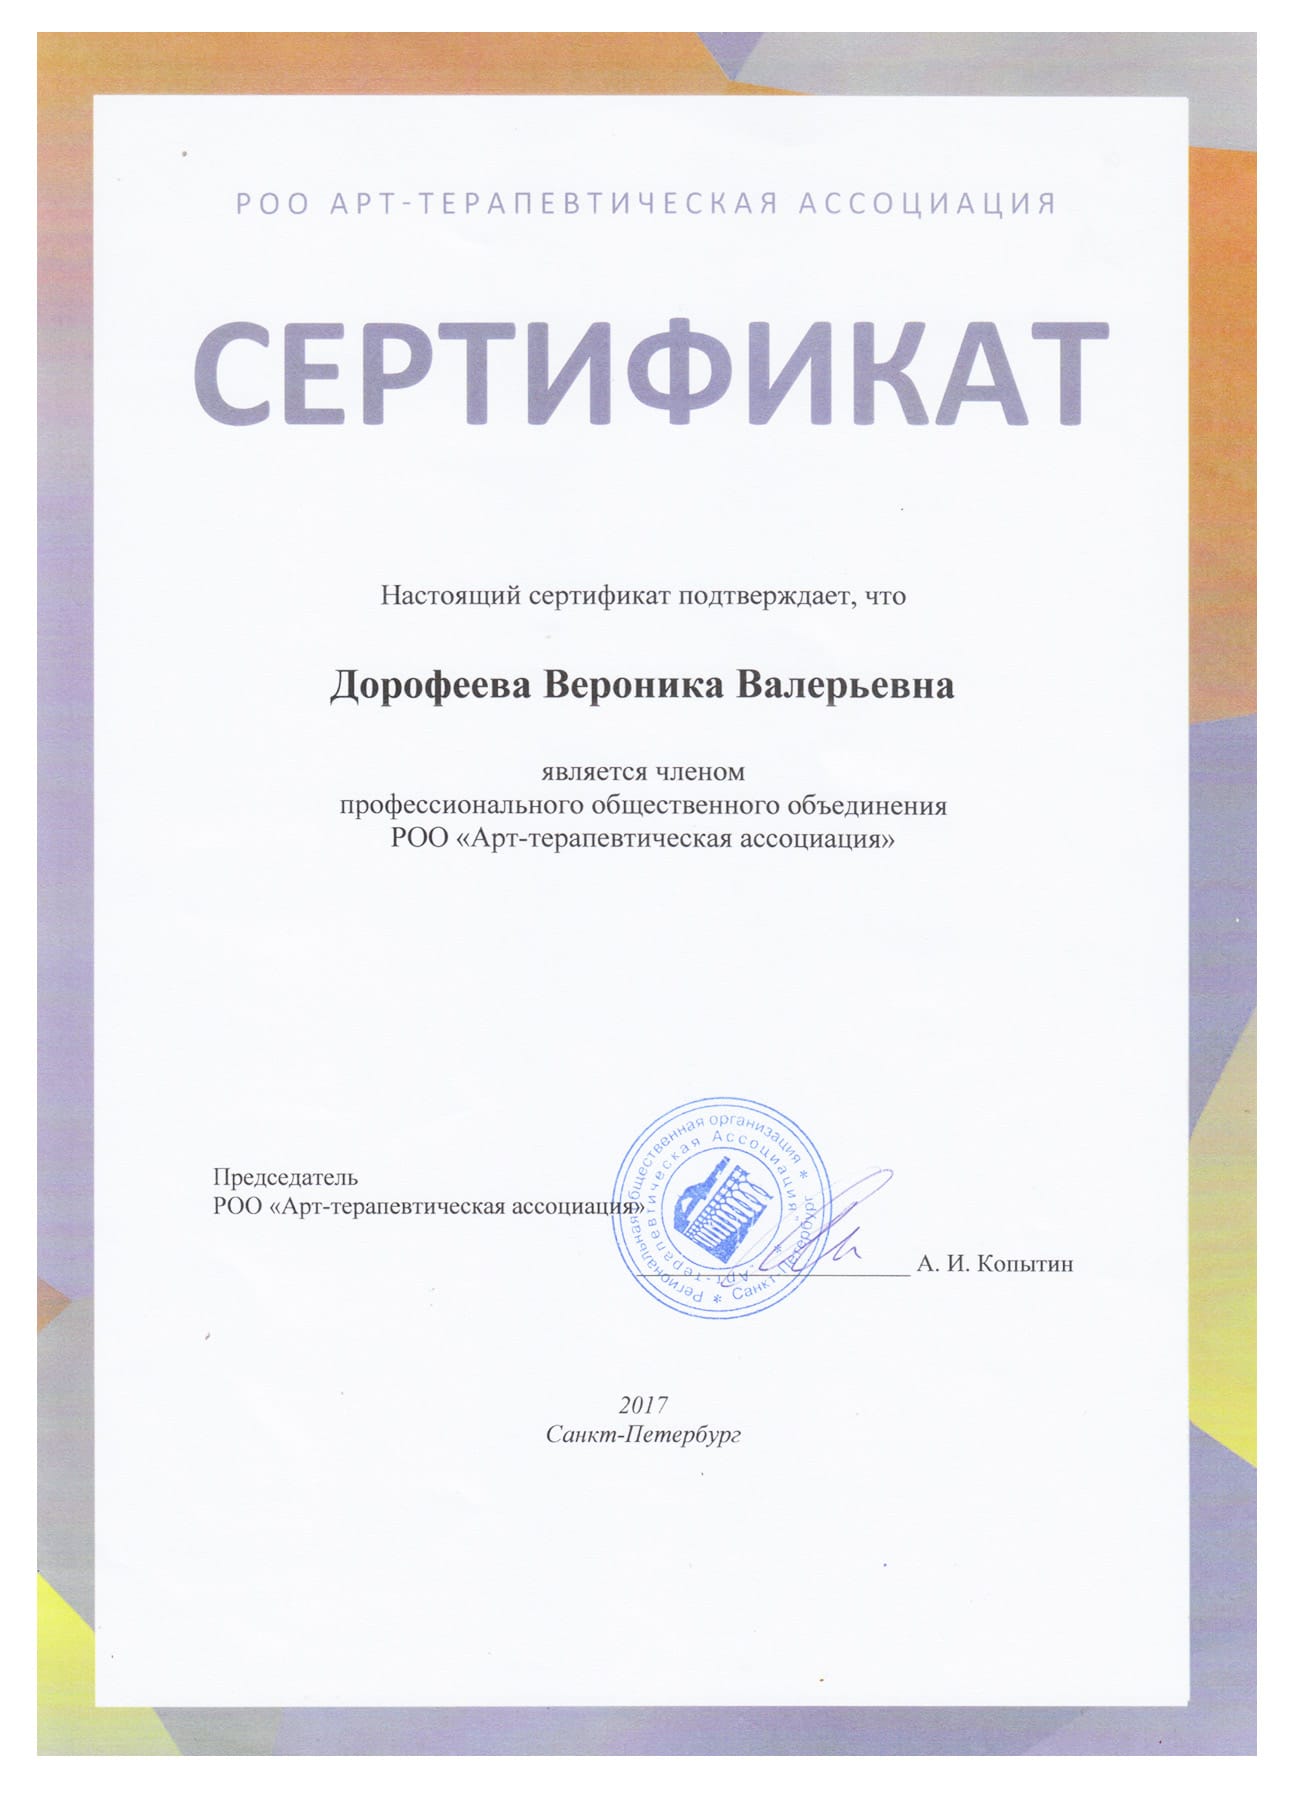 РОО АРТ-ТЕРАПЕВТИЧЕСКАЯ АССОЦИАЦИЯ
СЕРТИФИКАТ
Настоящий сертификат подтверждает, что
Дорофеева Вероника Валерьевна
является членом
профессионального общественного объединения
РОО «Арт-терапевтическая ассоциация»
Председатель
РОО «Арт-терапевтическая ассоциация»
Региональная общественная организация * Санкт-Петербург *
"Арт-терапевтическая Ассоциация" *
А. И. Копытин
2017
Санкт-Петербург